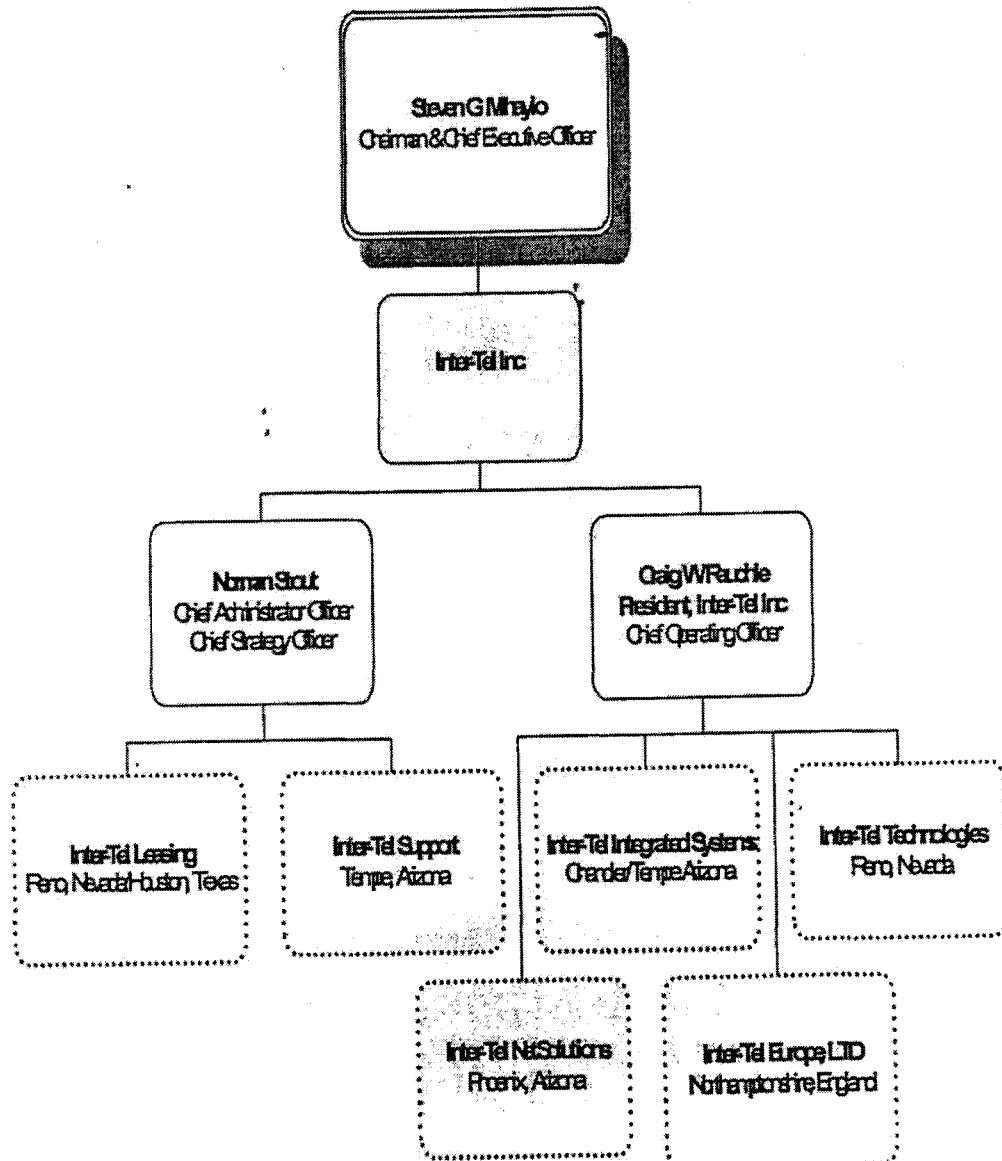 Steven G Mihaylo
Chairman & Chief Executive Officer
Inter-Tel Inc
Norman Stout
Chief Administrator Officer
Chief Strategy Officer
Craig W Rauchle
President, Inter-Tel Inc
Chief Operating Officer
Inter-Tel Leasing
Reno, Nevada/Houston, Texas
Inter-Tel Support
Tempe, Arizona
Inter-Tel Integrated Systems
Chandler/Tempe Arizona
Inter-Tel Technologies
Reno, Nevada
Inter-Tel NetSolutions
Phoenix, Arizona
Inter-Tel Europe, LTD
Northamptonshire, England